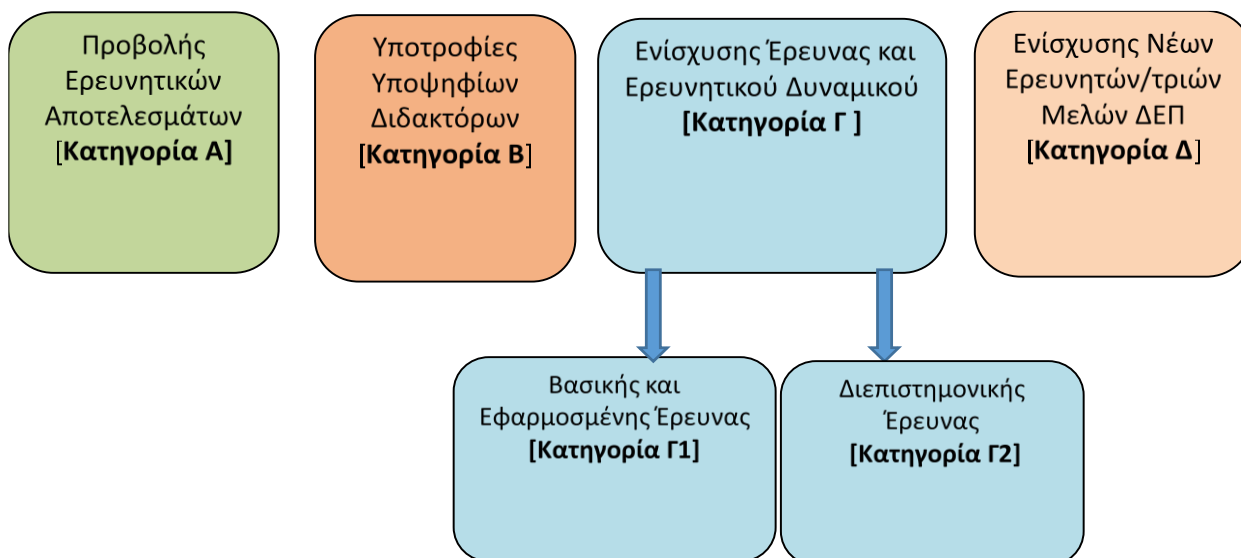 Προβολής
Ερευνητικών
Αποτελεσμάτων
[Κατηγορία Α]
Υποτροφίες
Υποψηφίων
Διδακτόρων
[Κατηγορία Β]
Ενίσχυσης Έρευνας και
Ερευνητικού Δυναμικού
[Κατηγορία Γ ]
Ενίσχυσης Νέων
Ερευνητών/τριών
Μελών ΔΕΠ
[Κατηγορία Δ]
Βασικής και
Εφαρμοσμένης Έρευνας
[Κατηγορία Γ1]
Διεπιστημονικής
Έρευνας
[Κατηγορία Γ2]